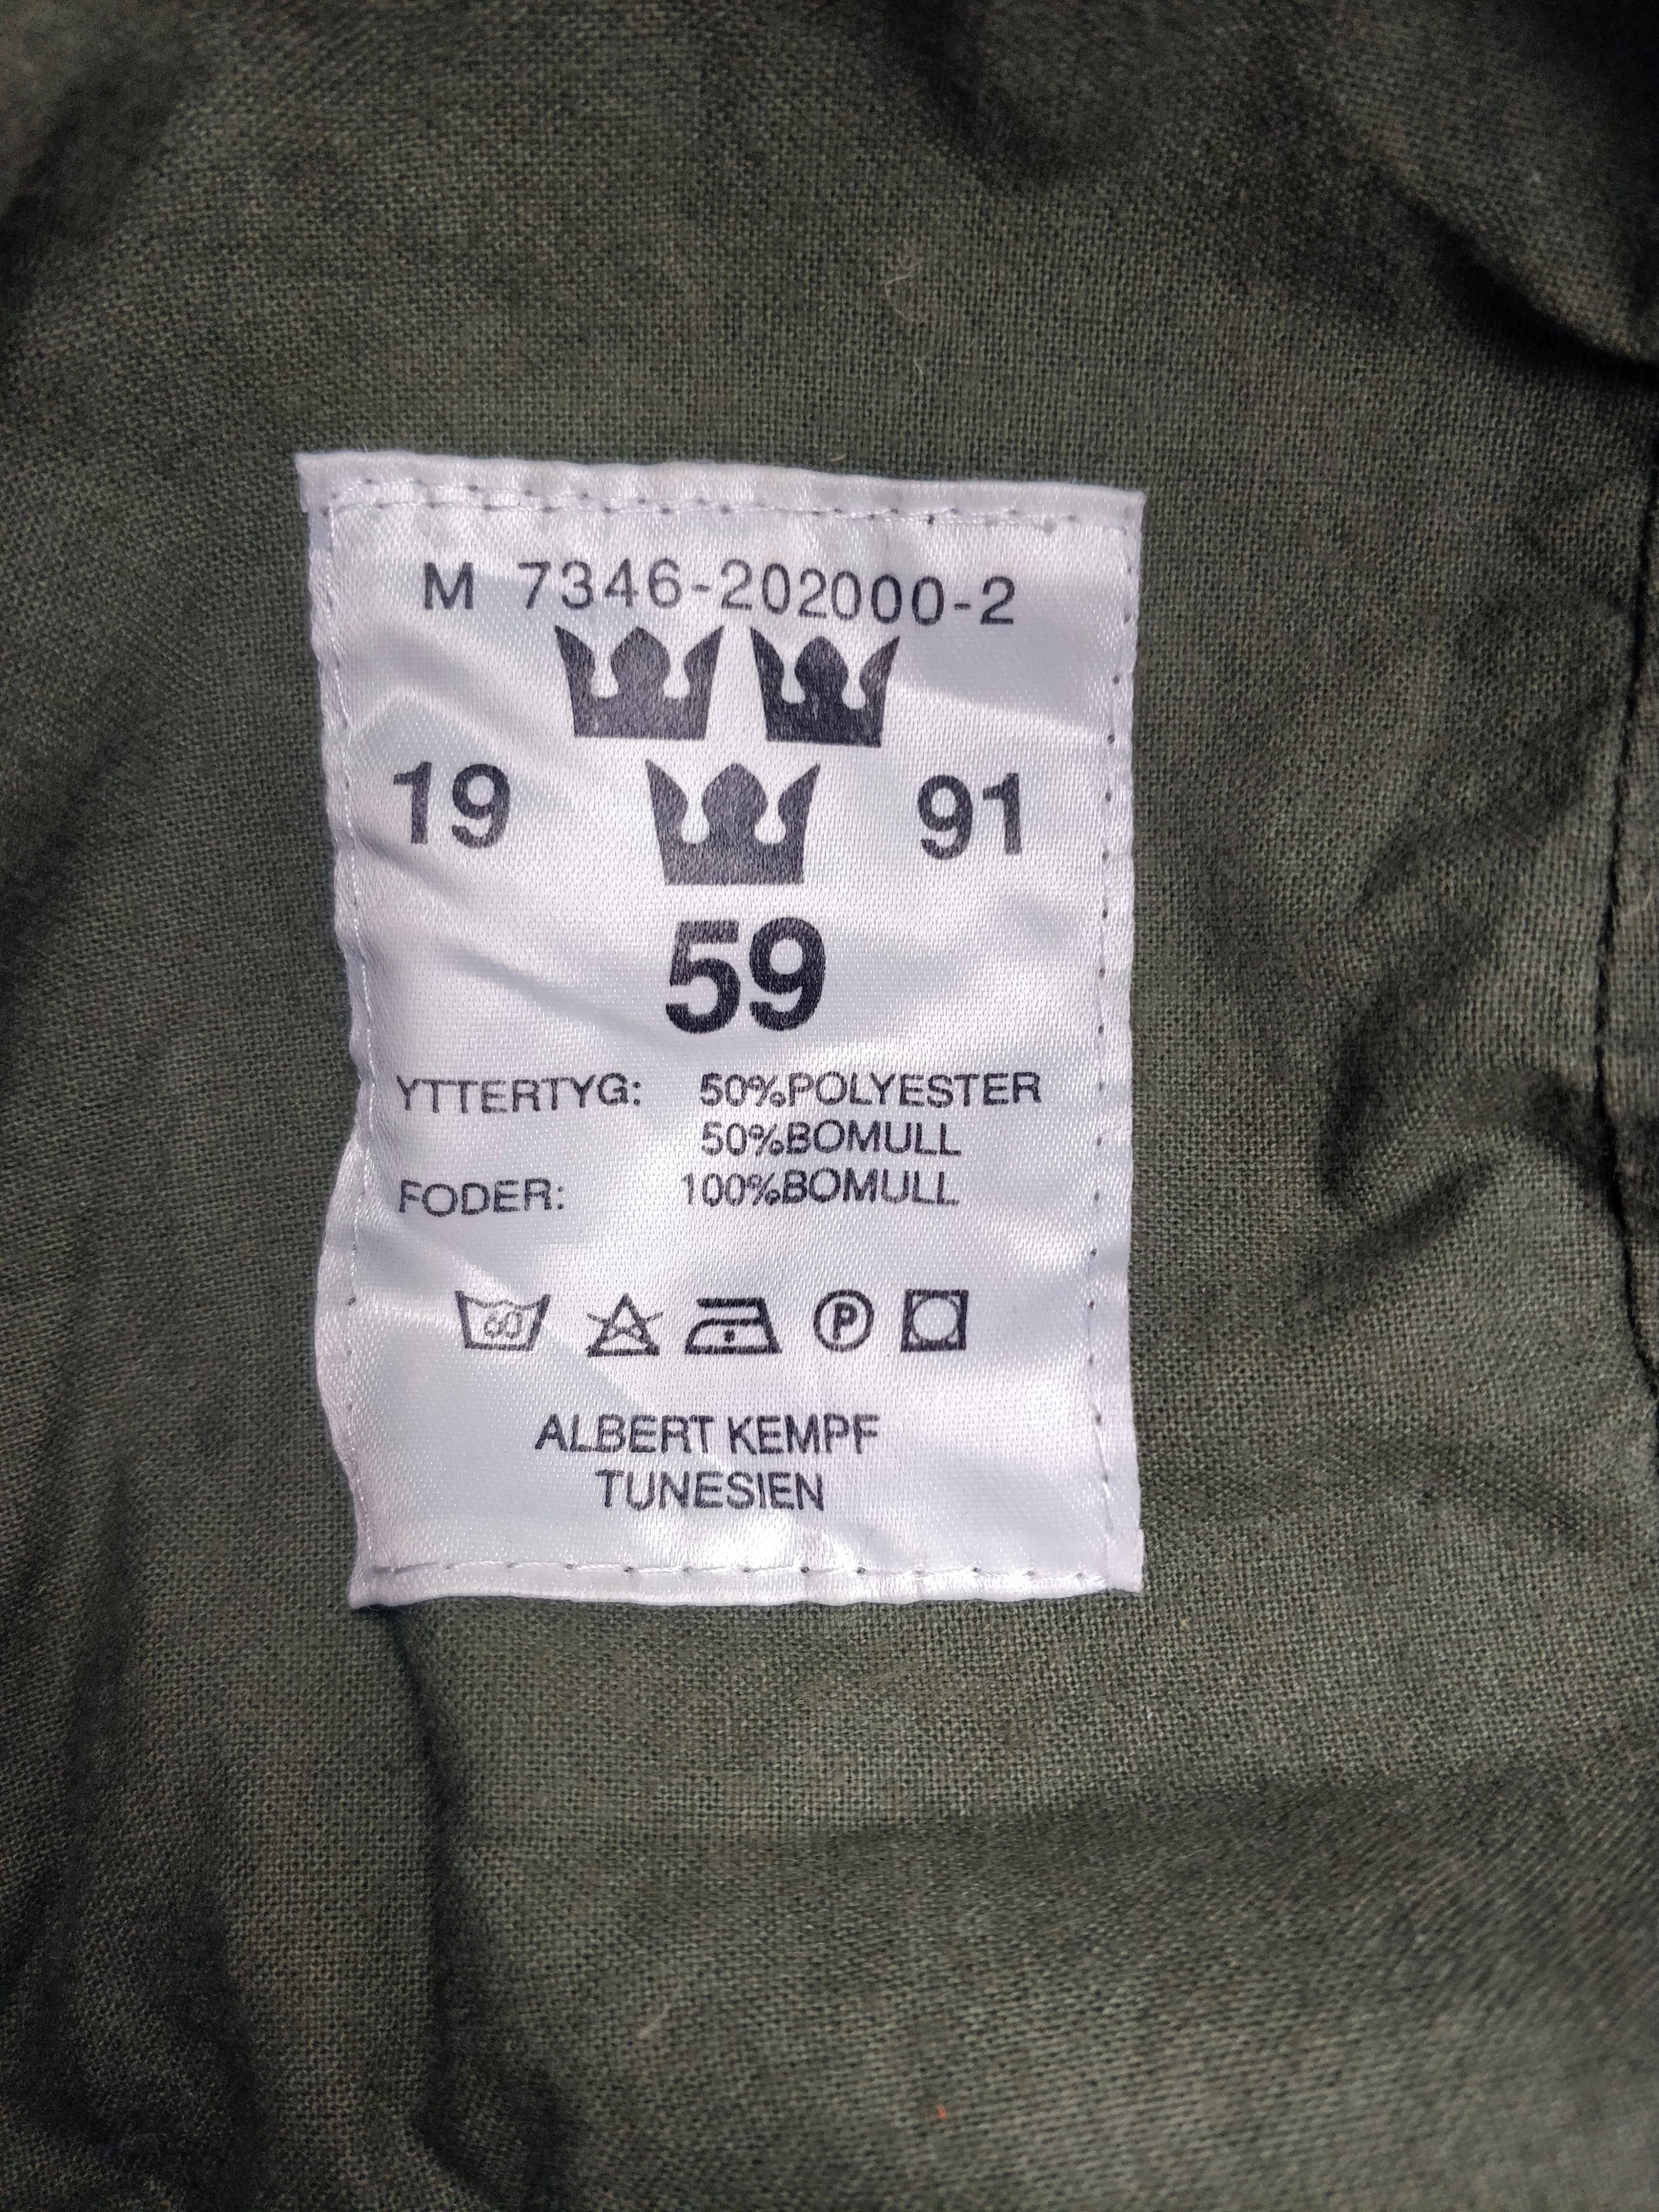 M 7346-202000-2
19 91
59
YTTERTYG: 50%POLYESTER
50%BOMULL
FODER: 100%BOMULL
60 P
ALBERT KEMPF
TUNESIEN